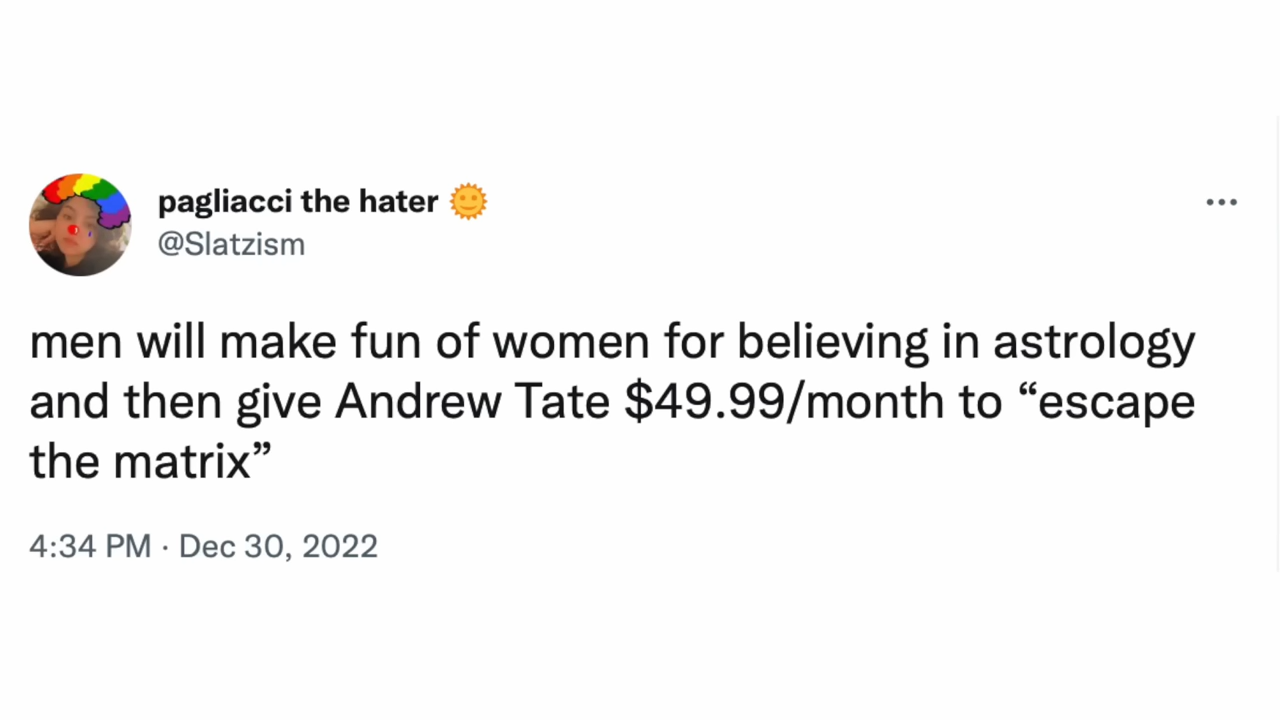 pagliacci the hater 🌞
@Slatzism
men will make fun of women for believing in astrology
and then give Andrew Tate $49.99/month to “escape
the matrix”
4:34 PM · Dec 30, 2022